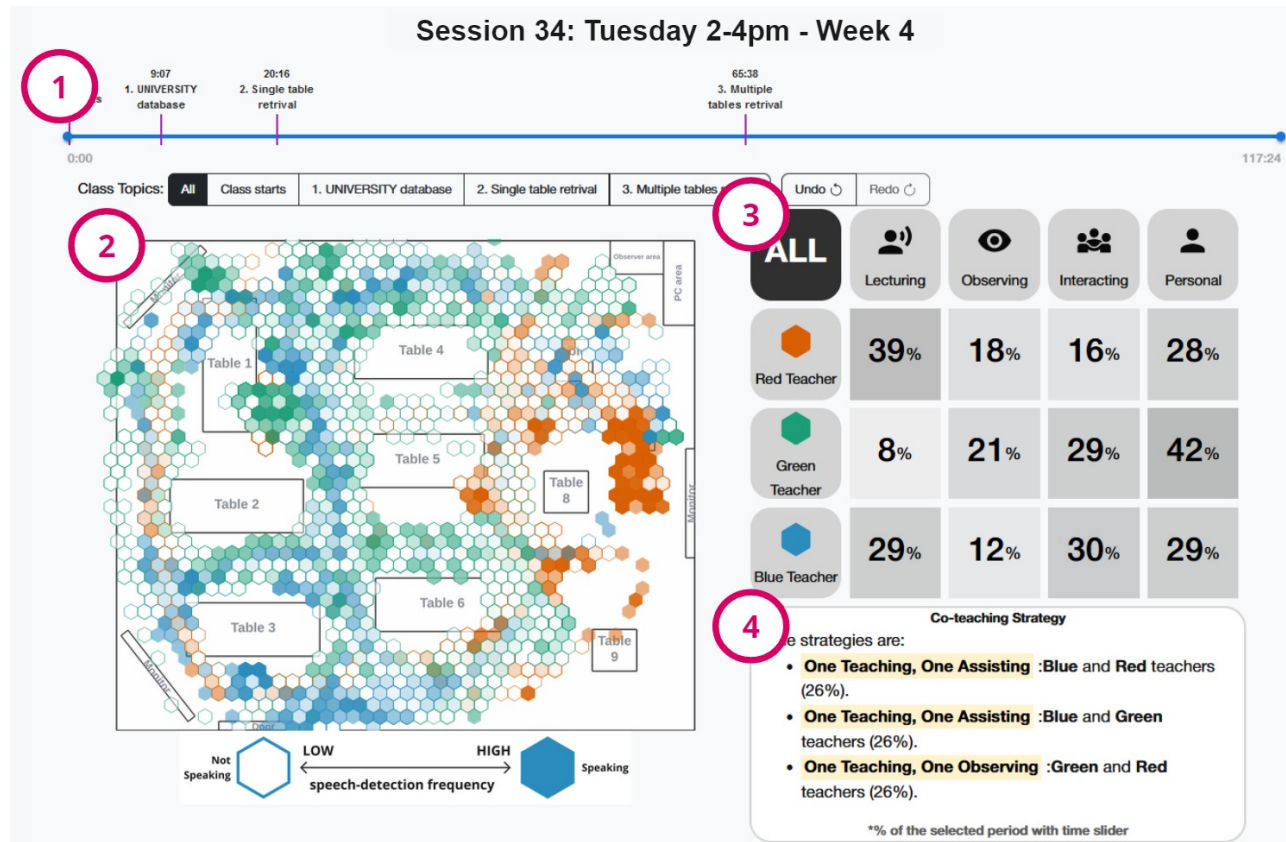 Session 34: Tuesday 2-4pm - Week 4
1
9:07
1. UNIVERSITY
database
20:16
2. Single table
retrival
65:38
3. Multiple
tables retrival
0:00
117:24
Class Topics:
All
Class starts
1. UNIVERSITY database
2. Single table retrival
3. Multiple tables
Undo
Redo
2
Monitor
Observer area
PC area
Table 1
Table 4
Table 5
Table 2
Table
8
Monitor
Table 6
Table 3
Table
9
Monitor
Door
Not
Speaking
LOW
HIGH
speech-detection frequency
Speaking
3
ALL
Lecturing
Observing
Interacting
Personal
Red Teacher
39%
18%
16%
28%
Green
Teacher
8%
21%
29%
42%
Blue Teacher
29%
12%
30%
29%
4
Co-teaching Strategy
strategies are:
• One Teaching, One Assisting :Blue and Red teachers
(26%).
• One Teaching, One Assisting :Blue and Green
teachers (26%).
• One Teaching, One Observing :Green and Red
teachers (26%).
*% of the selected period with time slider